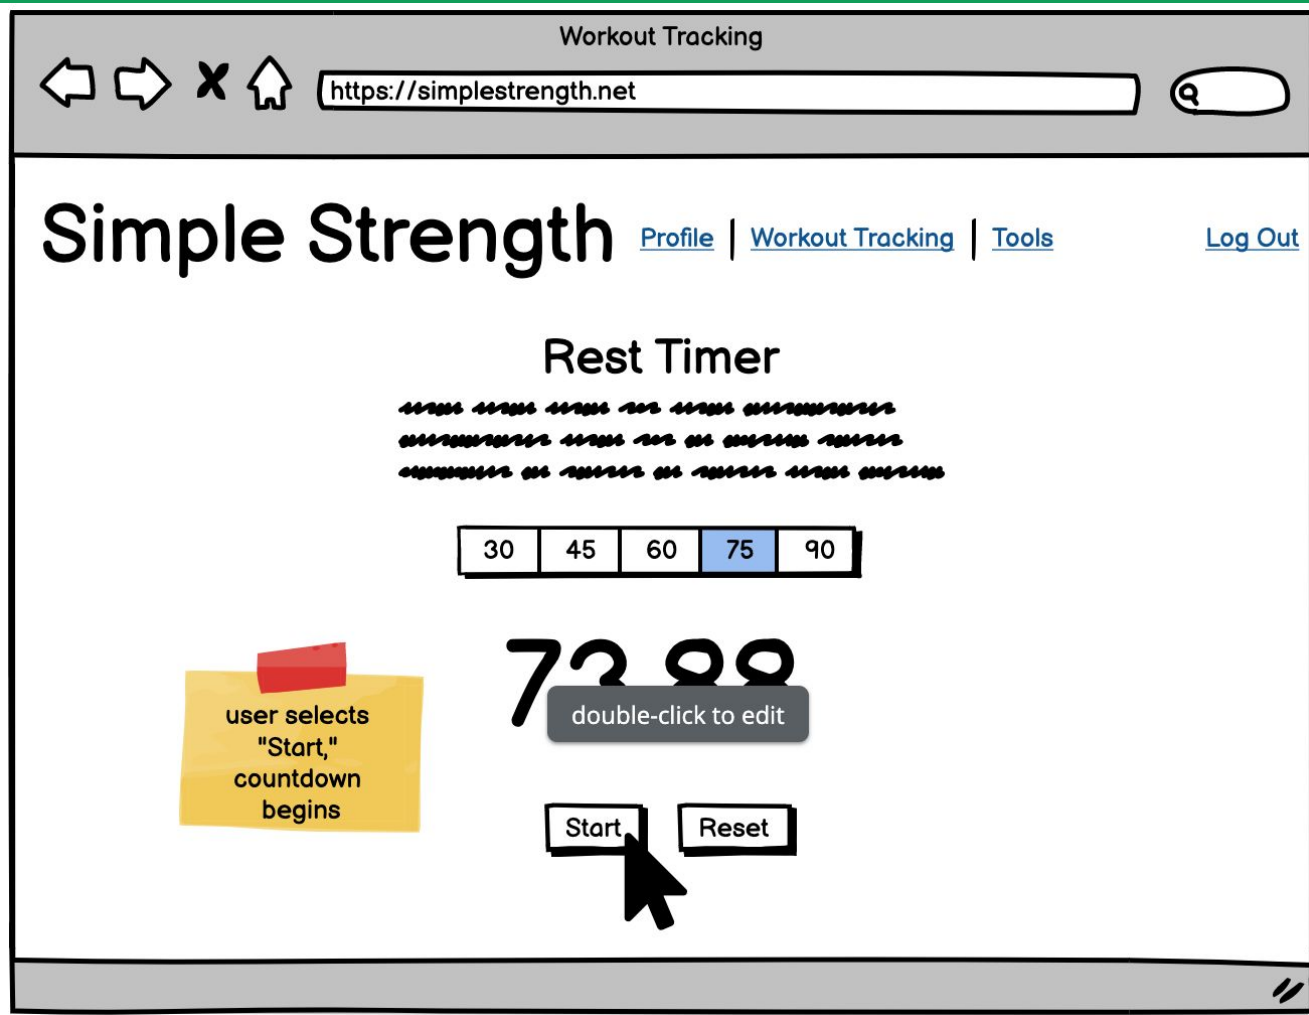 Workout Tracking
https://simplestrength.net
Simple Strength Profile | Workout Tracking | Tools Log Out
Rest Timer
30 45 60 75 90
double-click to edit
user selects
"Start,"
countdown
begins
Start Reset